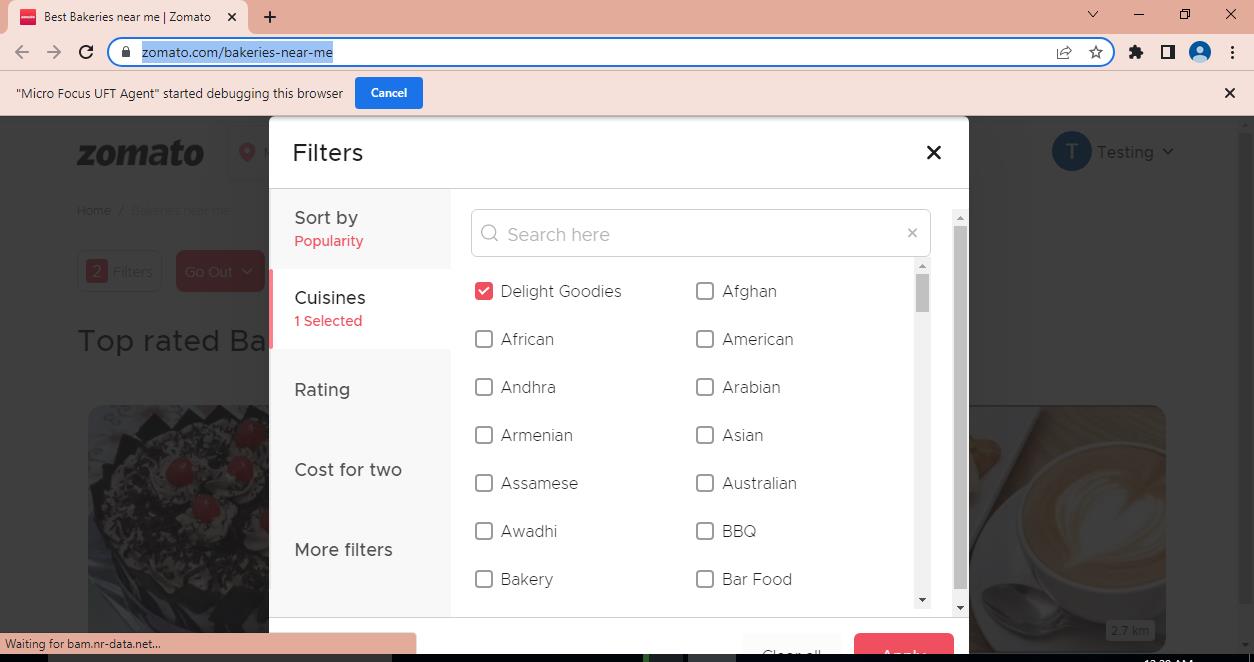 Best Bakeries near me | Zomato
zomato.com/bakeries-near-me
"Micro Focus UFT Agent" started debugging this browser
Cancel
zomato
T
Testing
Home / Bakeries near me
2 Filters
Go Out
Top rated Ba
Filters
Sort by
Popularity
Cuisines
1 Selected
Rating
Cost for two
More filters
Search here
Delight Goodies
Afghan
African
American
Andhra
Arabian
Armenian
Asian
Assamese
Australian
Awadhi
BBQ
Bakery
Bar Food
2.7 km
Clear all
Apply
Waiting for bam.nr-data.net...